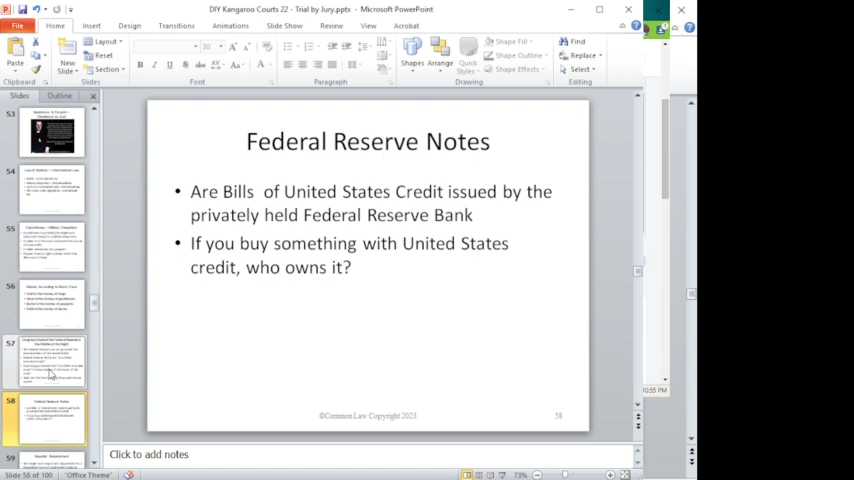 DIY Kangaroo Courts 22 - Trial by Jury.pptx - Microsoft PowerPoint
File Home Insert Design Transitions Animations Slide Show Review View Acrobat
Paste
Clipboard
New
Slide
Layout
Reset
Section
Slides
30
Font
Paragraph
Shapes
Arrange
Quick
Styles
Shape Fill
Shape Outline
Shape Effects
Drawing
Find
Replace
Select
Editing
Slides Outline
53
54
55
56
57
58
59
Federal Reserve Notes
• Are Bills of United States Credit issued by the
privately held Federal Reserve Bank
• If you buy something with United States
credit, who owns it?
©Common Law Copyright 2023
58
Click to add notes
Slide 58 of 100
"Office Theme"
73%
10:55 PM